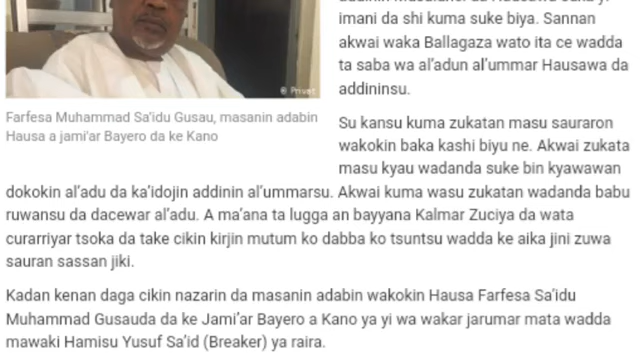 imani da shi kuma suke biya. Sannan
akwai waka Ballagaza wato ita ce wadda
ta saba wa al'adun al'ummar Hausawa da
addininsu.
© Privat
Farfesa Muhammad Sa'idu Gusau, masanin adabin
Hausa a jami'ar Bayero da ke Kano
Su kansu kuma zukatan masu sauraron
wakokin baka kashi biyu ne. Akwai zukata
masu kyau wadanda suke bin kyawawan
dokokin al'adu da ka'idojin addinin al'ummarsu. Akwai kuma wasu zukatan wadanda babu
ruwansu da dacewar al'adu. A ma'ana ta lugga an bayyana Kalmar Zuciya da wata
curarriyar tsoka da take cikin kirjin mutum ko dabba ko tsuntsu wadda ke aika jini zuwa
sauran sassan jiki.
Kadan kenan daga cikin nazarin da masanin adabin wakokin Hausa Farfesa Sa'idu
Muhammad Gusauda da ke Jami'ar Bayero a Kano ya yi wa wakar jarumar mata wadda
mawaki Hamisu Yusuf Sa'id (Breaker) ya raira.